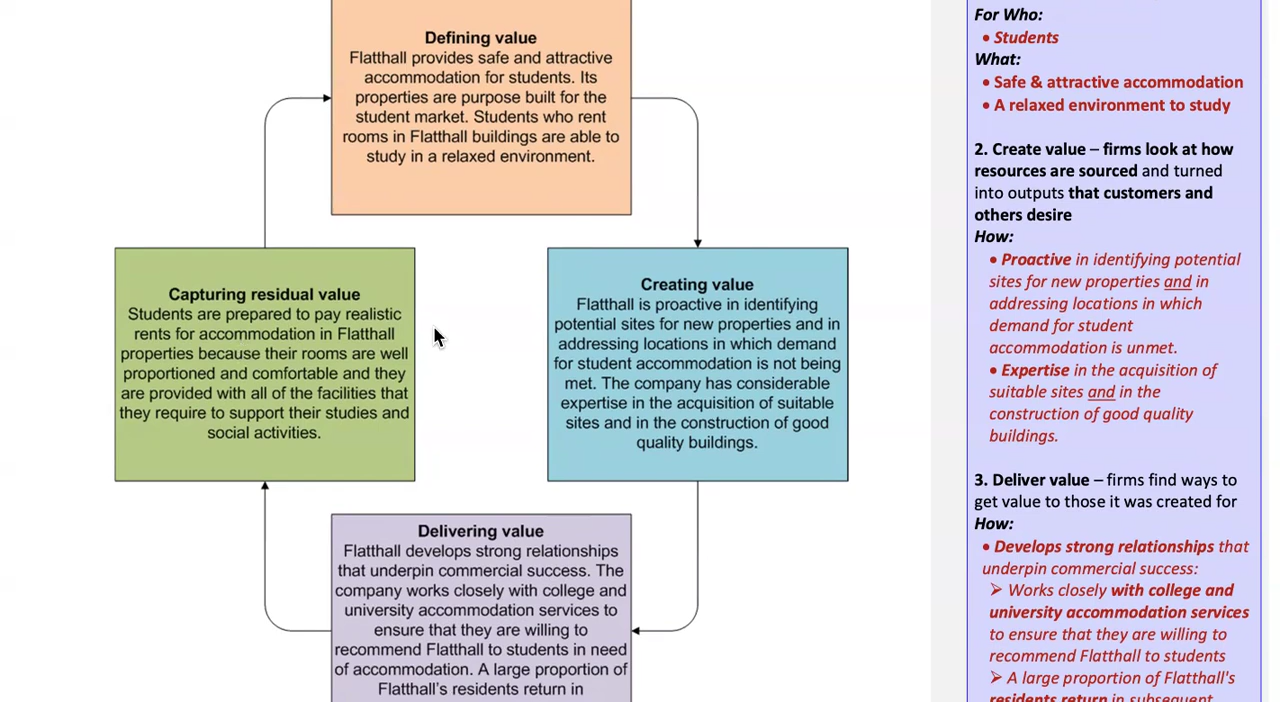 Defining value
Flatthall provides safe and attractive
accommodation for students. Its
properties are purpose built for the
student market. Students who rent
rooms in Flatthall buildings are able to
study in a relaxed environment.
Capturing residual value
Students are prepared to pay realistic
rents for accommodation in Flatthall
properties because their rooms are well
proportioned and comfortable and they
are provided with all of the facilities that
they require to support their studies and
social activities.
Creating value
Flatthall is proactive in identifying
potential sites for new properties and in
addressing locations in which demand
for student accommodation is not being
met. The company has considerable
expertise in the acquisition of suitable
sites and in the construction of good
quality buildings.
Delivering value
Flatthall develops strong relationships
that underpin commercial success. The
company works closely with college and
university accommodation services to
ensure that they are willing to
recommend Flatthall to students in need
of accommodation. A large proportion of
Flatthall's residents return in
For Who:
• Students
What:
• Safe & attractive accommodation
• A relaxed environment to study
2. Create value – firms look at how
resources are sourced and turned
into outputs that customers and
others desire
How:
• Proactive in identifying potential
sites for new properties and in
addressing locations in which
demand for student
accommodation is unmet.
• Expertise in the acquisition of
suitable sites and in the
construction of good quality
buildings.
3. Deliver value – firms find ways to
get value to those it was created for
How:
• Develops strong relationships that
underpin commercial success:
➢ Works closely with college and
university accommodation services
to ensure that they are willing to
recommend Flatthall to students
➢ A large proportion of Flatthall's
residents return in subsequent